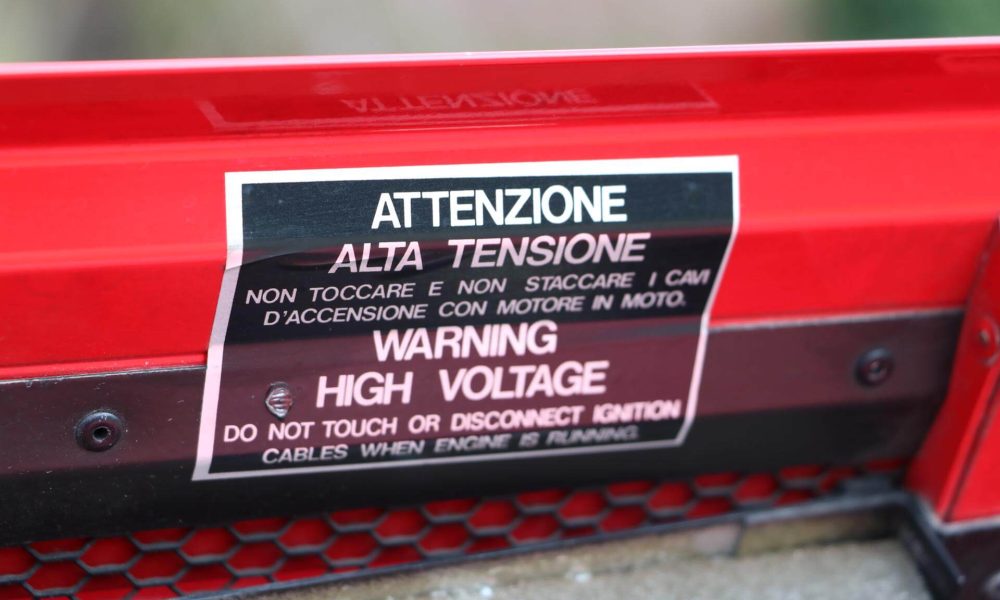 ATTENZIONE
ALTA TENSIONE
NON TOCCARE E NON STACCARE I CAVI
D'ACCENSIONE CON MOTORE IN MOTO.
WARNING
HIGH VOLTAGE
DO NOT TOUCH OR DISCONNECT IGNITION
CABLES WHEN ENGINE IS RUNNING.